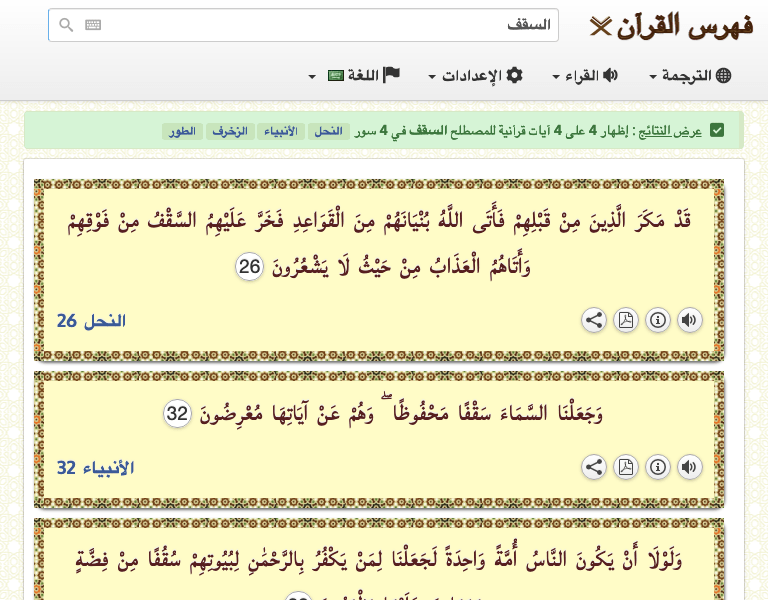 فهرس القرآن
السقف
الترجمة القراء الإعدادات اللغة
عرض النتائج : إظهار 4 على 4 آيات قرآنية للمصطلح السقف في 4 سور النحل الأنبياء الزخرف الطور
قَدْ مَكَرَ الَّذِينَ مِنْ قَبْلِهِمْ فَأَتَى اللَّهُ بُنْيَانَهُمْ مِنَ الْقَوَاعِدِ فَخَرَّ عَلَيْهِمُ السَّقْفُ مِنْ فَوْقِهِمْ
وَأَتَاهُمُ الْعَذَابُ مِنْ حَيْثُ لَا يَشْعُرُونَ 26
النحل 26
وَجَعَلْنَا السَّمَاءَ سَقْفًا مَحْفُوظًا ۖ وَهُمْ عَنْ آيَاتِهَا مُعْرِضُونَ 32
الأنبياء 32
وَلَوْلَا أَنْ يَكُونَ النَّاسُ أُمَّةً وَاحِدَةً لَجَعَلْنَا لِمَنْ يَكْفُرُ بِالرَّحْمَٰنِ لِبُيُوتِهِمْ سُقُفًا مِنْ فِضَّةٍ